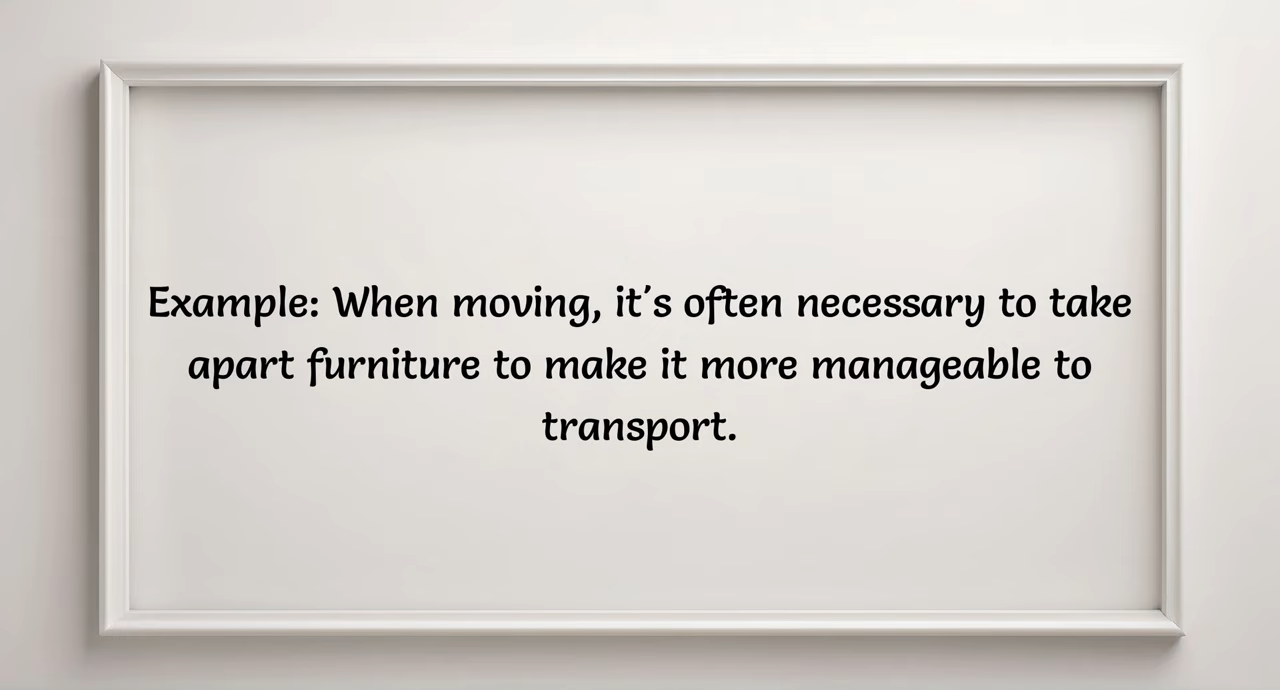 Example: When moving, it's often necessary to take
apart furniture to make it more manageable to
transport.